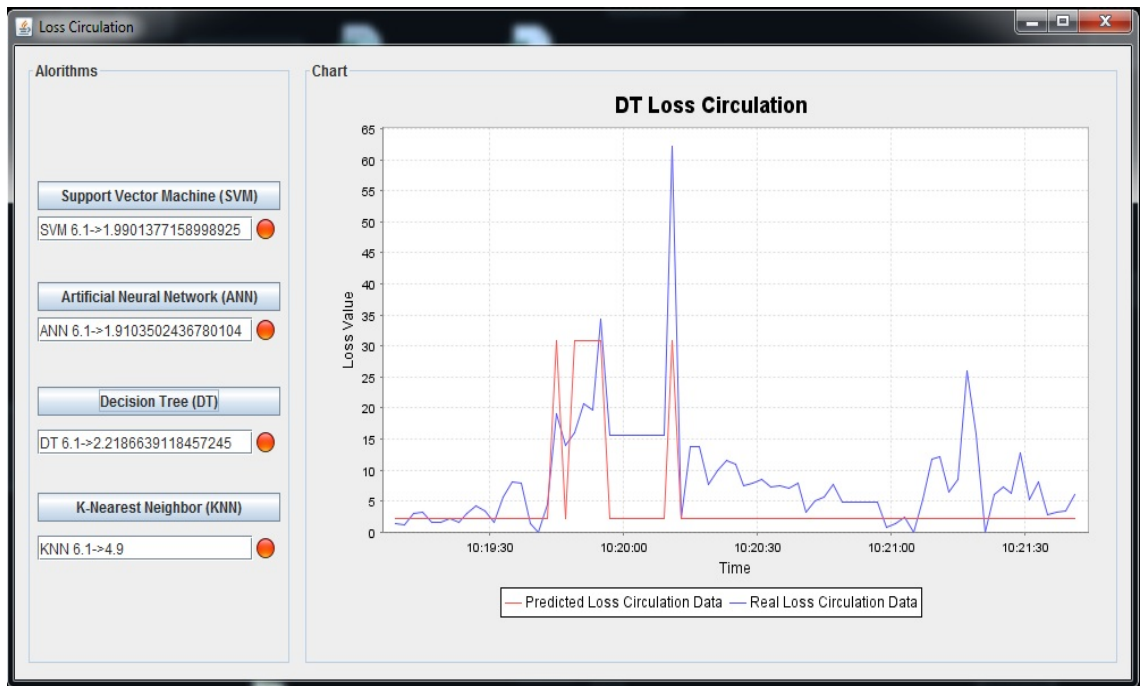 Loss Circulation
Alorithms
Support Vector Machine (SVM)
SVM 6.1->1.9901377158998925
Artificial Neural Network (ANN)
ANN 6.1->1.9103502436780104
Decision Tree (DT)
DT 6.1->2.2186639118457245
K-Nearest Neighbor (KNN)
KNN 6.1->4.9
Chart
DT Loss Circulation
Loss Value
65
60
55
50
45
40
35
30
25
20
15
10
5
0
10:19:30 10:20:00 10:20:30 10:21:00 10:21:30
Time
Predicted Loss Circulation Data Real Loss Circulation Data